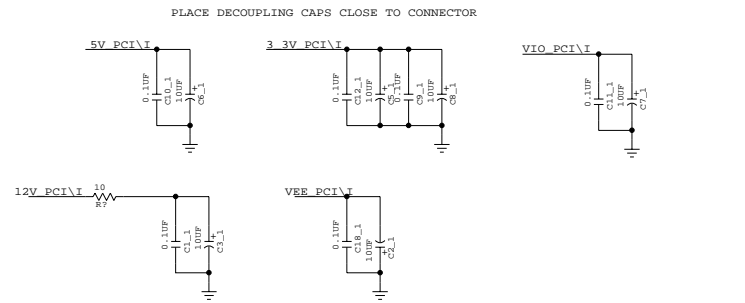 PLACE DECOUPLING CAPS CLOSE TO CONNECTOR
5V_PCI\I
0.1UF
C10_1
10UF
C6_1
3_3V_PCI\I
0.1UF
C12_1
10UF
C5_1
0.1UF
C9_1
10UF
C8_1
VIO_PCI\I
0.1UF
C11_1
10UF
C7_1
12V_PCI\I
10
R?
0.1UF
C1_1
10UF
C3_1
VEE_PCI\I
0.1UF
C18_1
10UF
C2_1